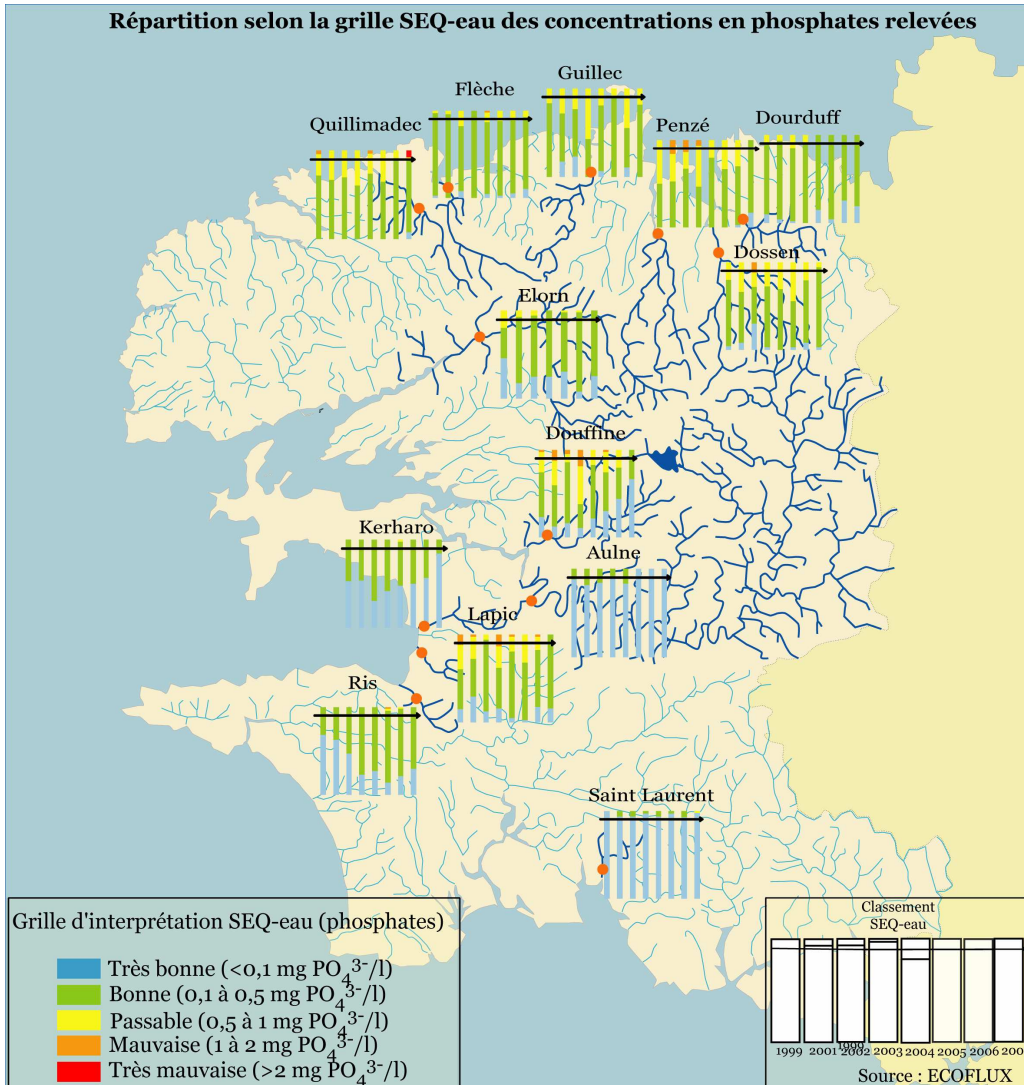 Répartition selon la grille SEQ-eau des concentrations en phosphates relevées
Guillec
Flèche
Quillimadec
Penzé
Dourduff
Dossen
Elorn
Douffine
Kerharo
Aulne
Lapic
Ris
Saint Laurent
Grille d'interprétation SEQ-eau (phosphates)
Très bonne (<0,1 mg PO₄³⁻/l)
Bonne (0,1 à 0,5 mg PO₄³⁻/l)
Passable (0,5 à 1 mg PO₄³⁻/l)
Mauvaise (1 à 2 mg PO₄³⁻/l)
Très mauvaise (>2 mg PO₄³⁻/l)
Classement
SEQ-eau
1999 2001 2002 2003 2004 2005 2006 200
Source : ECOFLUX